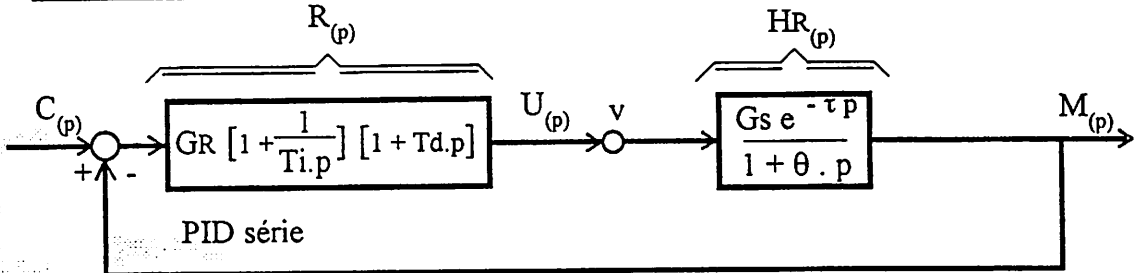 R(p)
HR(p)
C(p)
+
-
GR [1 + 1/Ti.p] [1 + Td.p]
U(p)
v
Gs e^-τp / 1 + θ . p
M(p)
PID série